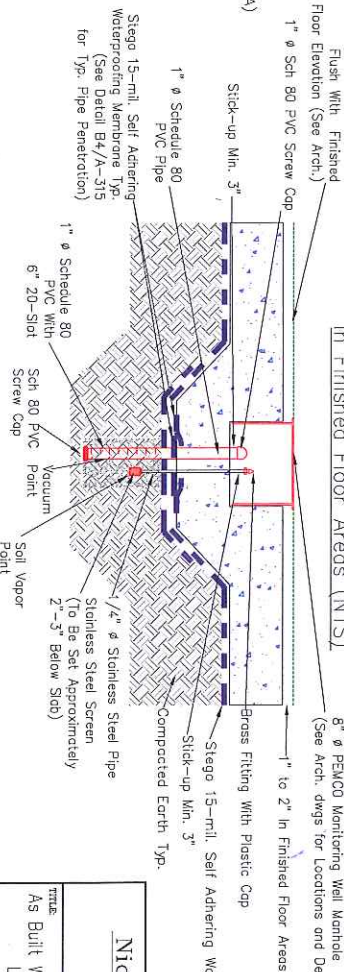 in Finished Floor Areas (NTS)
Flush With Finished
Floor Elevation (See Arch.)
1" ø Sch 80 PVC Screw Cap
A)
Stick-up Min. 3"
1" ø Schedule 80
PVC Pipe
Stego 15-mil. Self Adhering
Waterproofing Membrane Typ.
(See Detail B4/A-315
for Typ. Pipe Penetration)
1" ø Schedule 80
PVC With
6" 20-Slot
Sch 80 PVC
Screw Cap
Vacuum
Point
Soil Vapor
Point
8" ø PEMCO Monitoring Well Manhole
(See Arch. dwgs for Locations and De
1" to 2" In Finished Floor Areas
Brass Fitting With Plastic Cap
Stego 15-mil. Self Adhering Wa
Stick-up Min. 3"
Compacted Earth Typ.
1/4" ø Stainless Steel Pipe
Stainless Steel Screen
(To Be Set Approximately
2"-3" Below Slab)
TITLE:
As Built